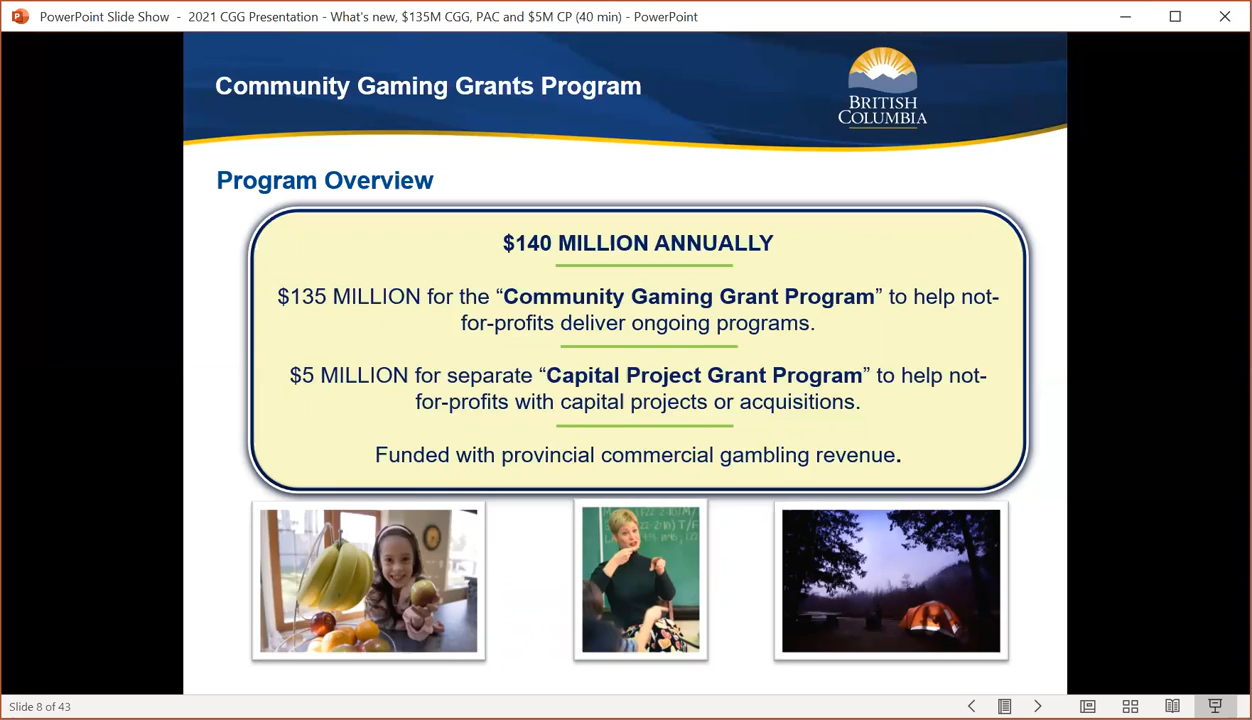 PowerPoint Slide Show - 2021 CGG Presentation - What's new, $135M CGG, PAC and $5M CP (40 min) - PowerPoint
Community Gaming Grants Program
BRITISH
COLUMBIA
Program Overview
$140 MILLION ANNUALLY
$135 MILLION for the “Community Gaming Grant Program” to help not-
for-profits deliver ongoing programs.
$5 MILLION for separate “Capital Project Grant Program” to help not-
for-profits with capital projects or acquisitions.
Funded with provincial commercial gambling revenue.
Slide 8 of 43